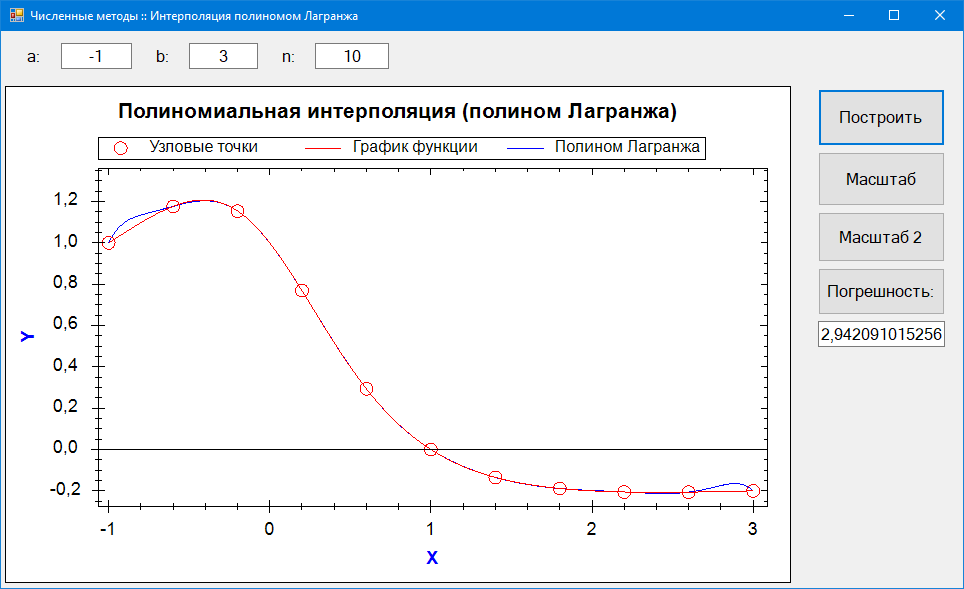 Численные методы :: Интерполяция полиномом Лагранжа
a: -1 b: 3 n: 10
Полиномиальная интерполяция (полином Лагранжа)
Узловые точки График функции Полином Лагранжа
1,2
1,0
0,8
0,6
0,4
0,2
0,0
-0,2
Y
-1 0 1 2 3
X
Построить
Масштаб
Масштаб 2
Погрешность:
2,942091015256